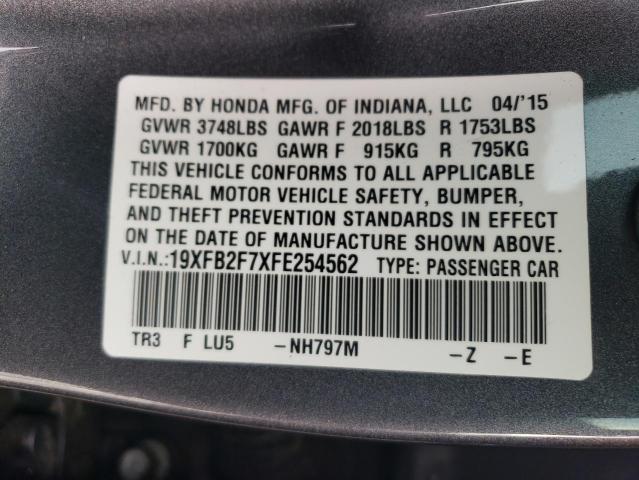 MFD. BY HONDA MFG. OF INDIANA, LLC 04/'15
GVWR 3748LBS GAWR F 2018LBS R 1753LBS
GVWR 1700KG GAWR F 915KG R 795KG
THIS VEHICLE CONFORMS TO ALL APPLICABLE
FEDERAL MOTOR VEHICLE SAFETY, BUMPER,
AND THEFT PREVENTION STANDARDS IN EFFECT
ON THE DATE OF MANUFACTURE SHOWN ABOVE.
V.I.N.:19XFB2F7XFE254562 TYPE: PASSENGER CAR
TR3 F LU5 –NH797M –Z –E